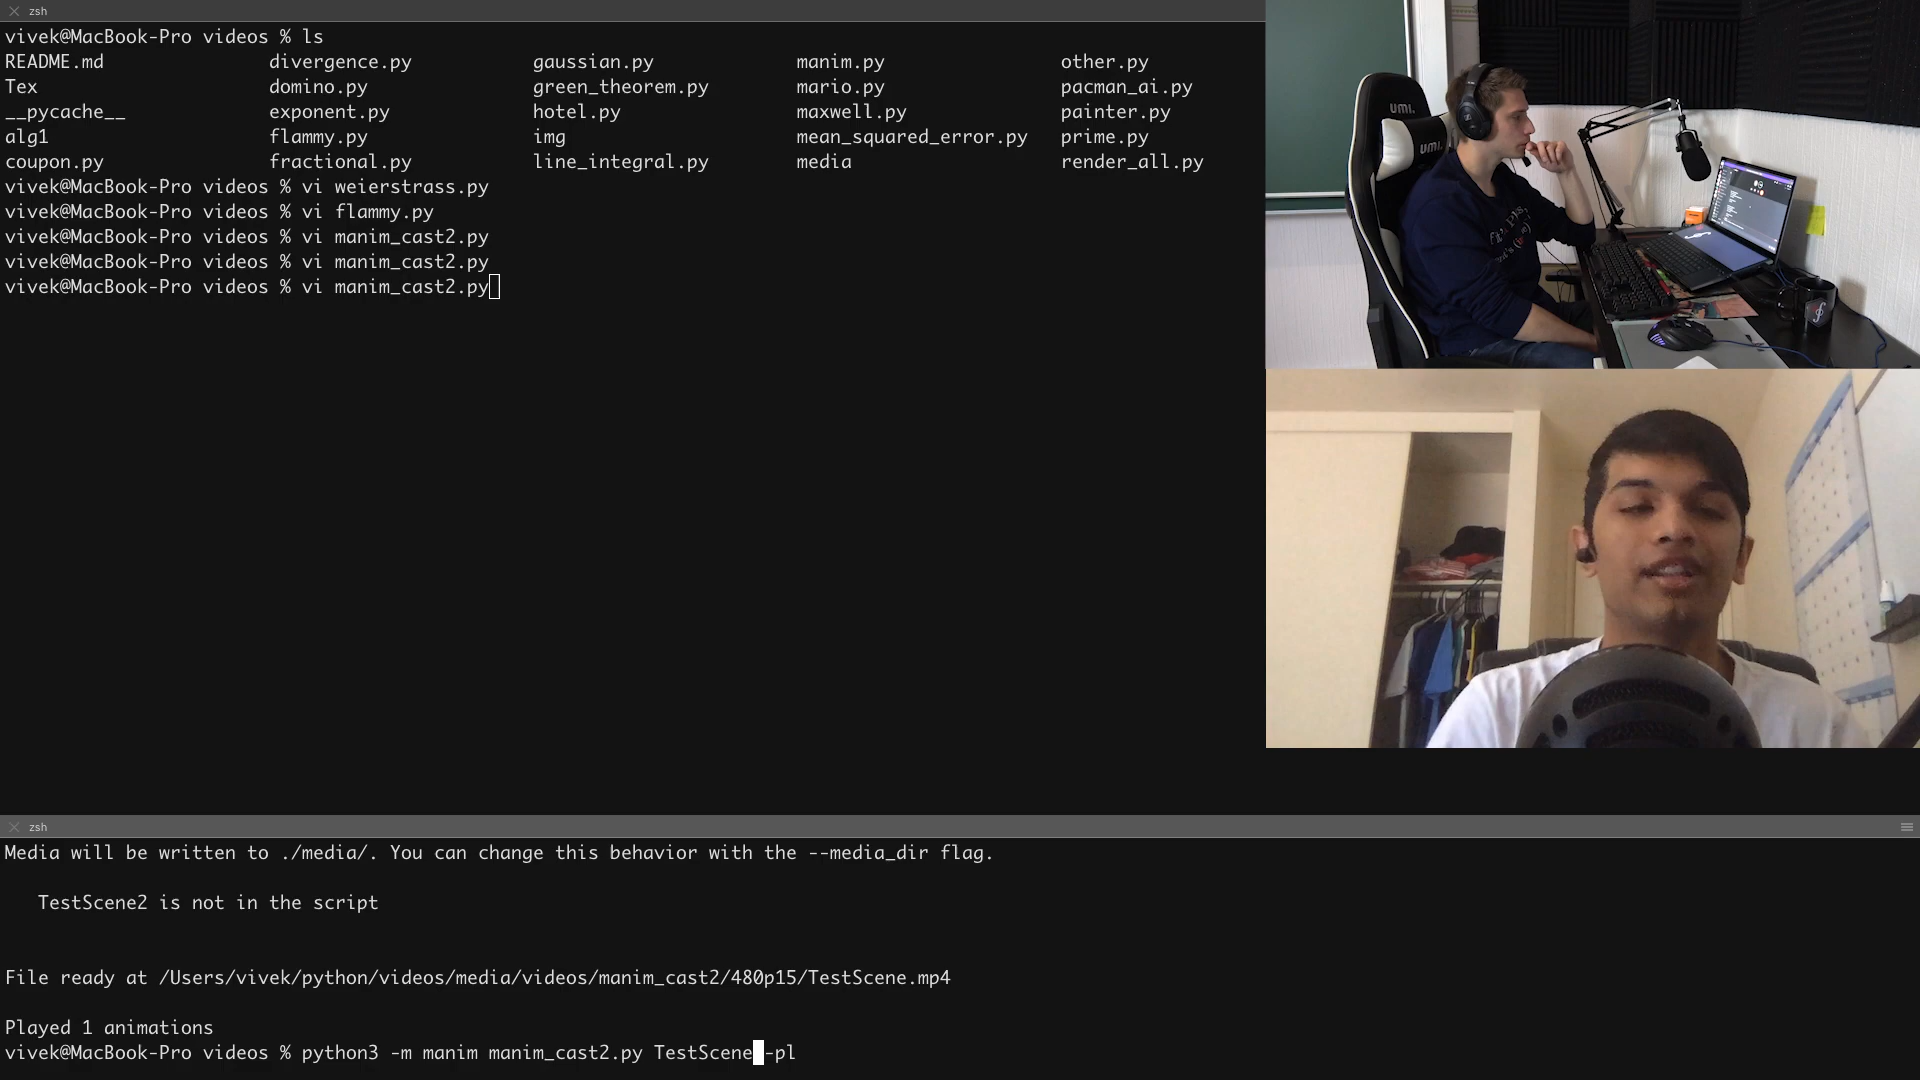 zsh
vivek@MacBook-Pro videos % ls
README.md divergence.py gaussian.py manim.py other.py
Tex domino.py green_theorem.py mario.py pacman_ai.py
__pycache__ exponent.py hotel.py maxwell.py painter.py
alg1 flammy.py img mean_squared_error.py prime.py
coupon.py fractional.py line_integral.py media render_all.py
vivek@MacBook-Pro videos % vi weierstrass.py
vivek@MacBook-Pro videos % vi flammy.py
vivek@MacBook-Pro videos % vi manim_cast2.py
vivek@MacBook-Pro videos % vi manim_cast2.py
vivek@MacBook-Pro videos % vi manim_cast2.py
UMI.
UMI.
zsh
Media will be written to ./media/. You can change this behavior with the --media_dir flag.
TestScene2 is not in the script
File ready at /Users/vivek/python/videos/media/videos/manim_cast2/480p15/TestScene.mp4
Played 1 animations
vivek@MacBook-Pro videos % python3 -m manim manim_cast2.py TestScene -pl